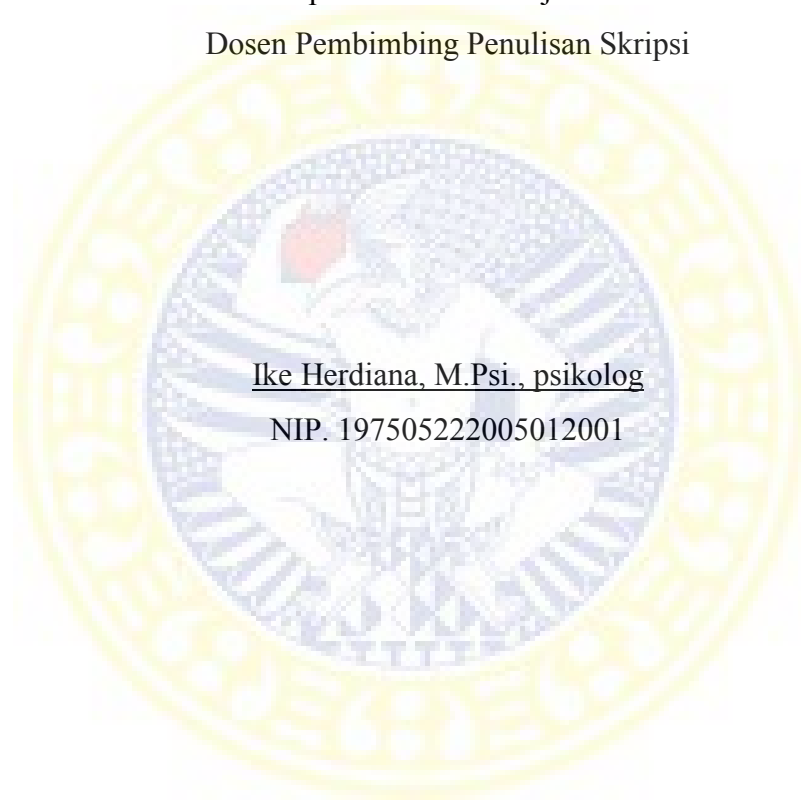 Dosen Pembimbing Penulisan Skripsi
Ike Herdiana, M.Psi., psikolog
NIP. 197505222005012001